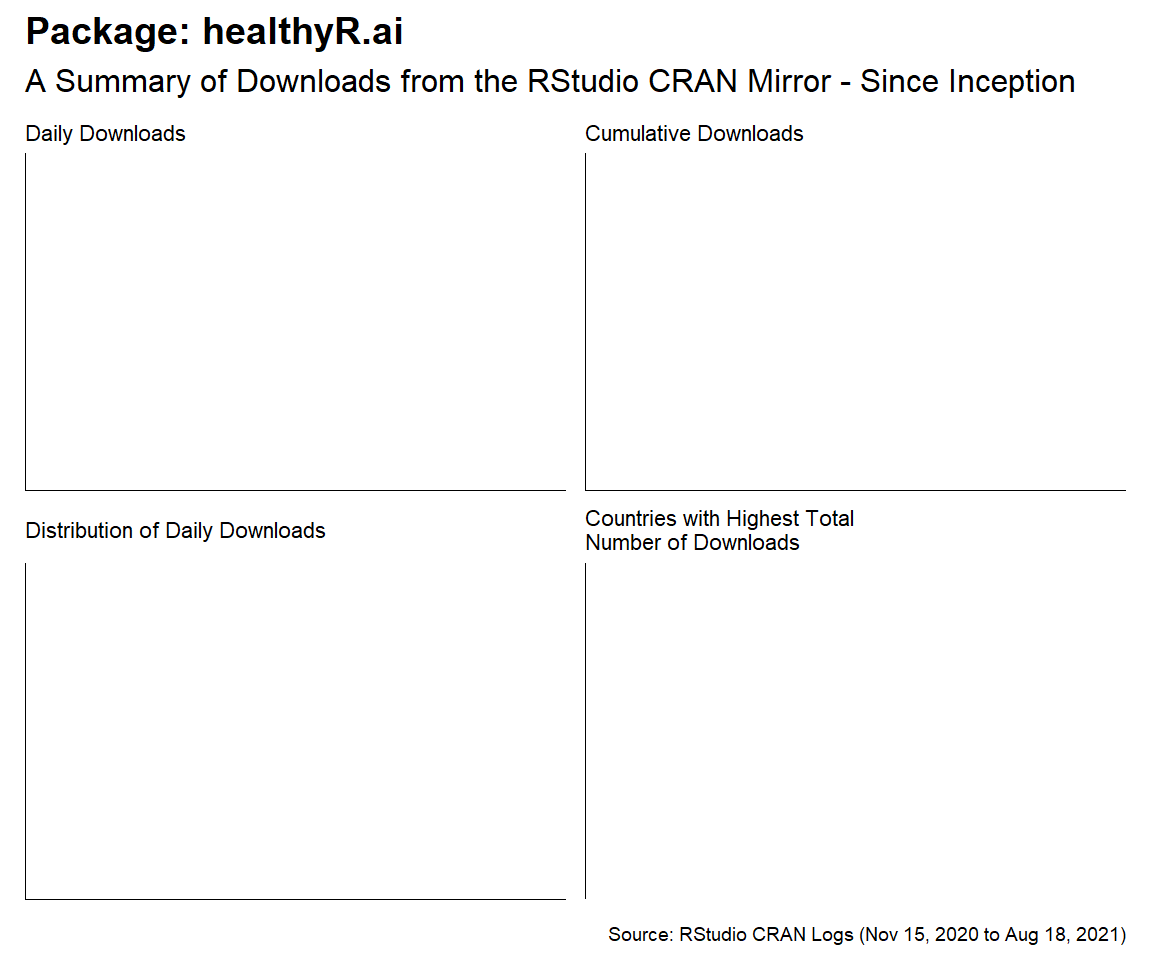 Package: healthyR.ai
A Summary of Downloads from the RStudio CRAN Mirror - Since Inception
Daily Downloads
Cumulative Downloads
Distribution of Daily Downloads
Countries with Highest Total
Number of Downloads
Source: RStudio CRAN Logs (Nov 15, 2020 to Aug 18, 2021)